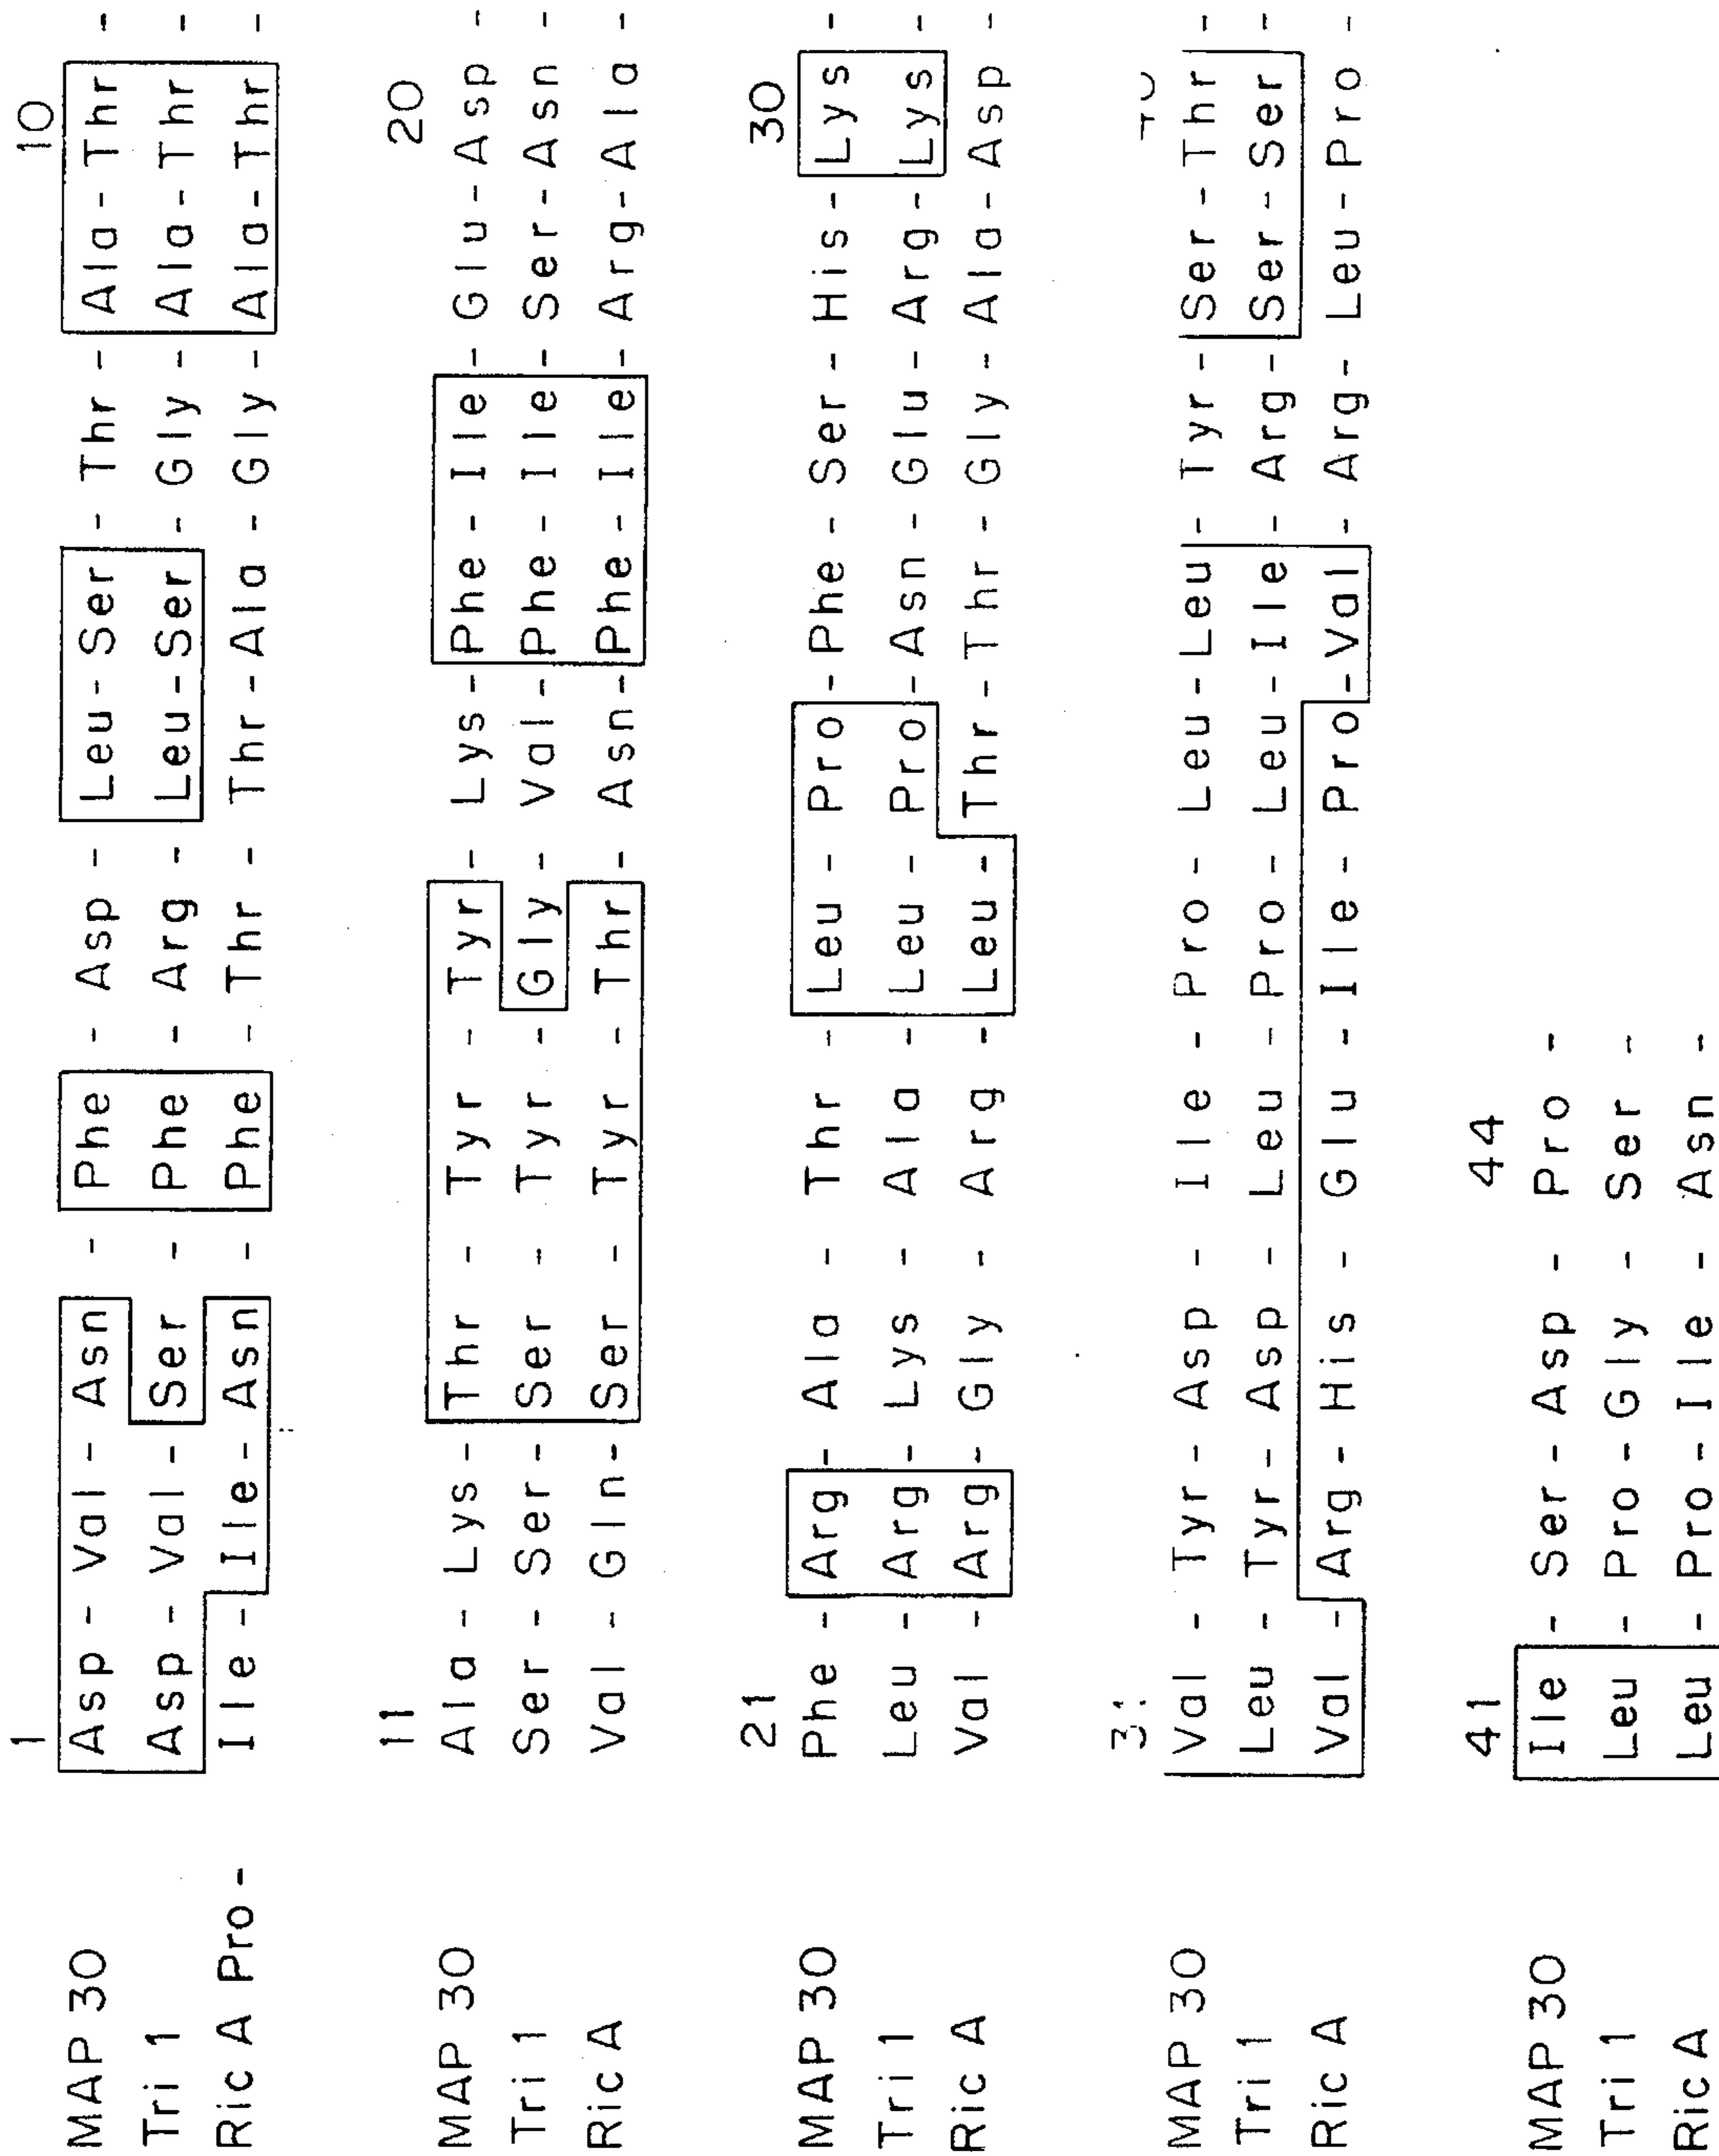 1 10
MAP 30 Asp - Val - Asn - Phe - Asp - Leu - Ser - Thr - Ala - Thr -
Tri 1 Asp - Val - Ser - Phe - Arg - Leu - Ser - Gly - Ala - Thr -
Ric A Pro - Ile - Ile - Asn - Phe - Thr - Thr - Ala - Gly - Ala - Thr -
11 20
MAP 30 Ala - Lys - Thr - Tyr - Tyr - Lys - Phe - Ile - Glu - Asp -
Tri 1 Ser - Ser - Ser - Tyr - Gly - Val - Phe - Ile - Ser - Asn -
Ric A Val - Gln - Ser - Tyr - Thr - Asn - Phe - Ile - Arg - Ala -
21 30
MAP 30 Phe - Arg - Ala - Thr - Leu - Pro - Phe - Ser - His - Lys -
Tri 1 Leu - Arg - Lys - Ala - Leu - Pro - Asn - Glu - Arg - Lys -
Ric A Val - Arg - Gly - Arg - Leu - Thr - Thr - Gly - Ala - Asp -
31
MAP 30 Val - Tyr - Asp - Ile - Pro - Leu - Leu - Tyr - Ser - Thr -
Tri 1 Leu - Tyr - Asp - Leu - Pro - Leu - Ile - Arg - Ser - Ser -
Ric A Val - Arg - His - Glu - Ile - Pro - Val - Arg - Leu - Pro -
41 44
MAP 30 Ile - Ser - Asp - Pro -
Tri 1 Leu - Pro - Gly - Ser -
Ric A Leu - Pro - Ile - Asn -